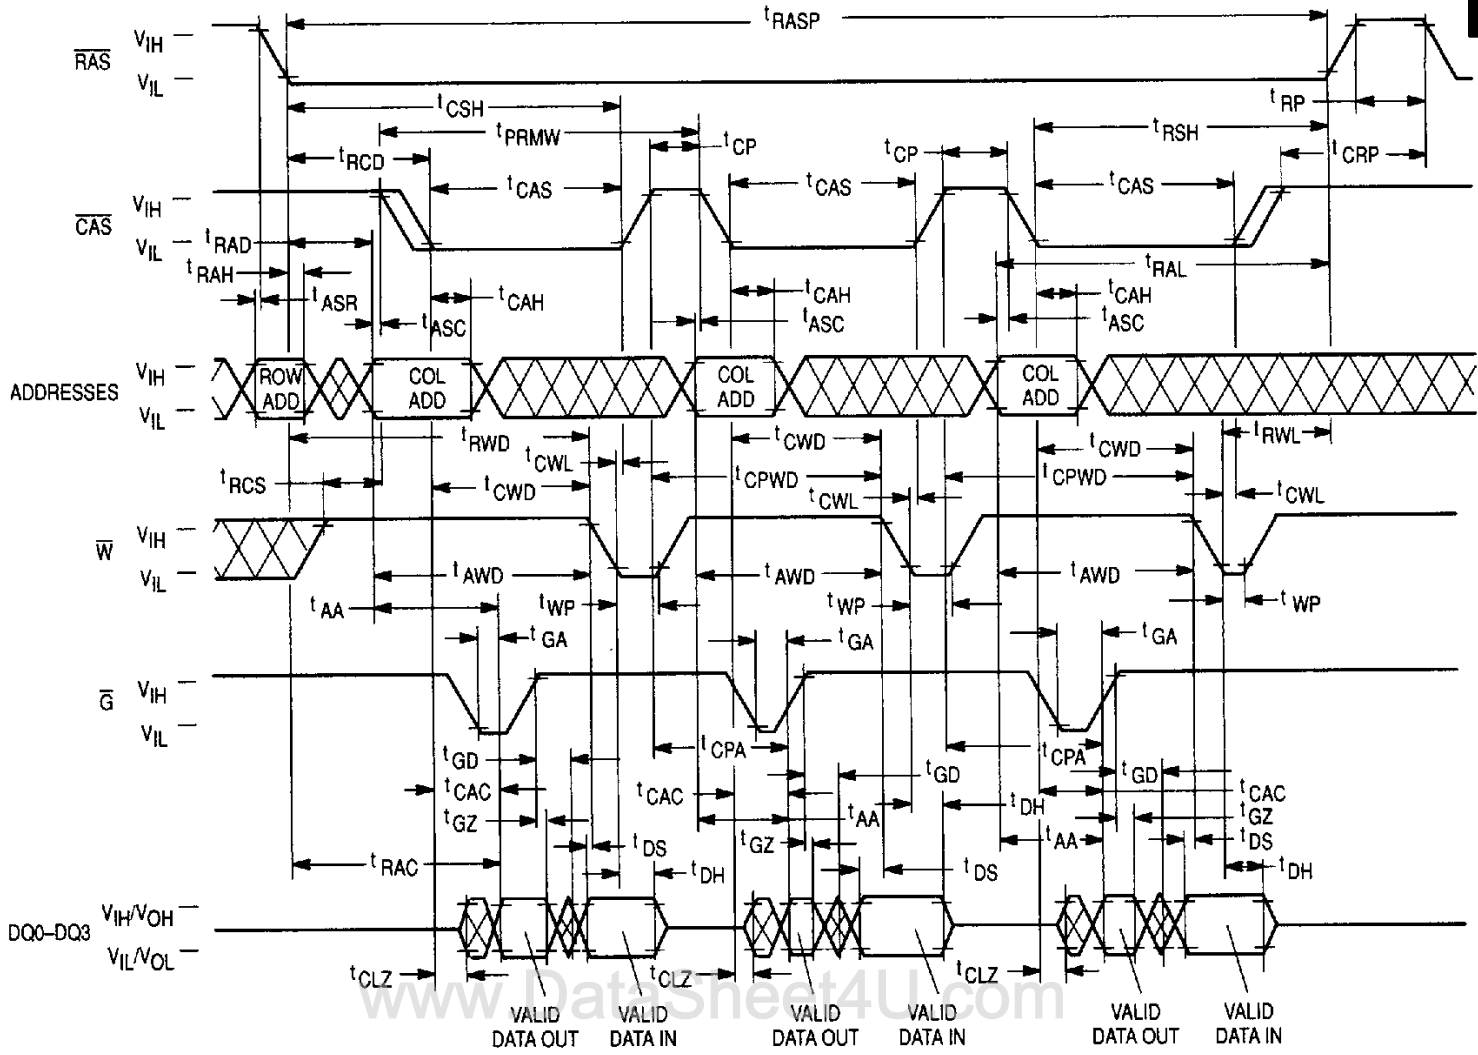 tRASP
RAS
VIH
VIL
tRP
tCSH
tPRMW
tCP
tCP
tRSH
tRCD
tCRP
tCAS
tCAS
tCAS
CAS
VIH
VIL
tRAD
tRAL
tRAH
tASR
tCAH
tCAH
tCAH
tASC
tASC
tASC
ADDRESSES
VIH
VIL
ROW ADD
COL ADD
COL ADD
COL ADD
tRWD
tCWD
tCWD
tRWL
tCWL
tRCS
tCWD
tCPWD
tCPWD
tCWL
tCWL
W
VIH
VIL
tAWD
tAWD
tAWD
tAA
tWP
tWP
tWP
tGA
tGA
tGA
G
VIH
VIL
tGD
tCPA
tCPA
tGD
tGD
tCAC
tCAC
tCAC
tGZ
tAA
tDH
tGZ
tDS
tGZ
tAA
tDS
tRAC
tDH
tDS
tDH
DQ0–DQ3
VIH/VOH
VIL/VOL
tCLZ
tCLZ
tCLZ
www.DataSheet4U.com
VALID DATA OUT
VALID DATA IN
VALID DATA OUT
VALID DATA IN
VALID DATA OUT
VALID DATA IN